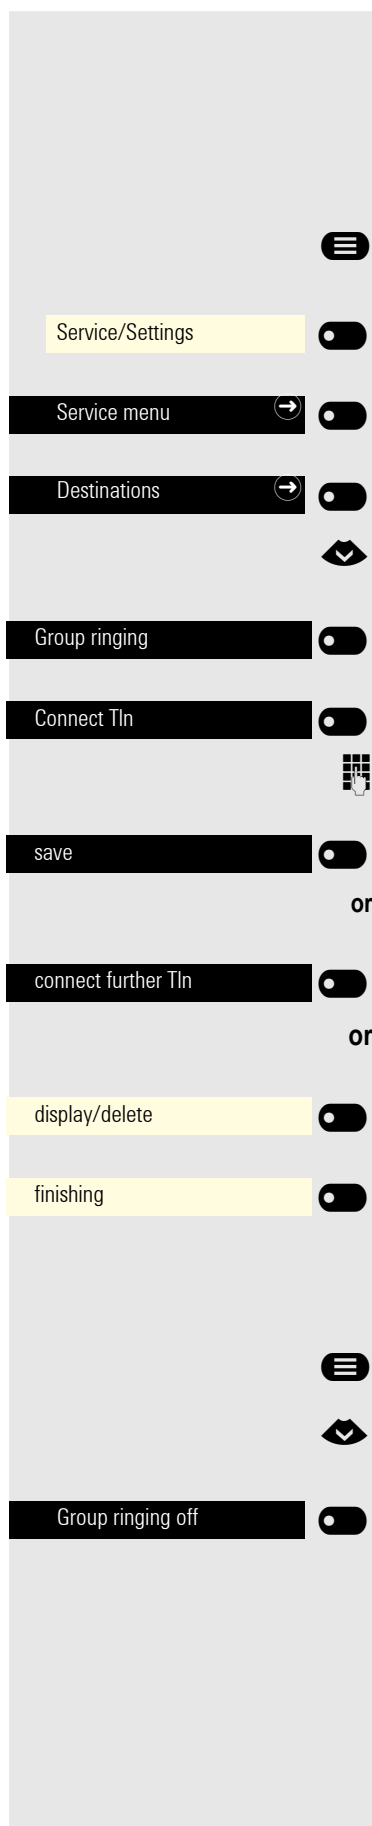 Service/Settings
Service menu
Destinations
Group ringing
Connect Tln
save
or
connect further Tln
or
display/delete
finishing
Group ringing off